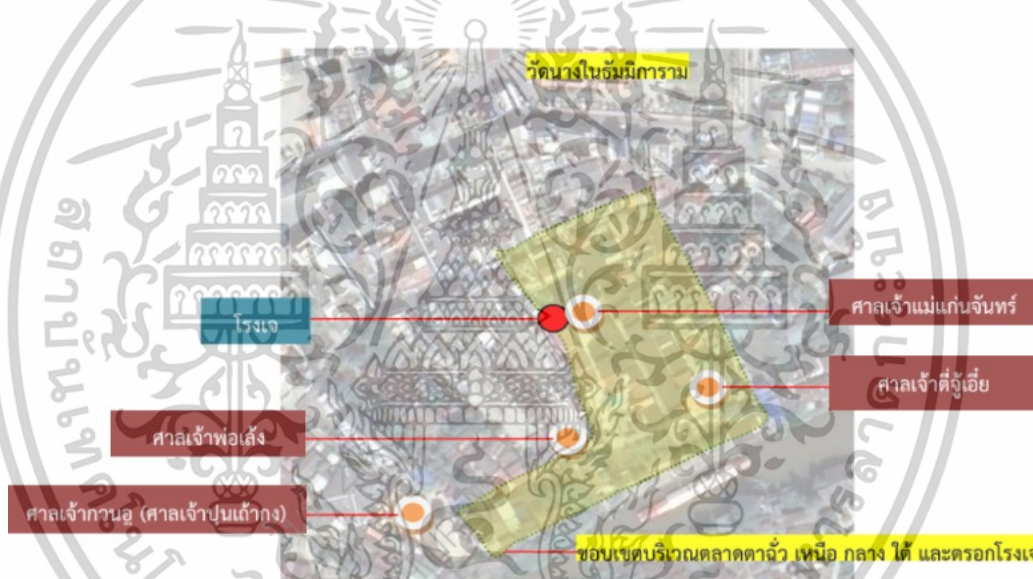 วัดนางในธัมมิการาม
ศาลเจ้าแม่แก่นจันทร์
โรงเจ
ศาลเจ้าตี่จู้เอี๋ย
ศาลเจ้าพ่อเล้ง
ศาลเจ้ากวนอู (ศาลเจ้าปุนเถ้ากง)
ขอบเขตบริเวณตลาดตาฉั่ว เหนือ กลาง ใต้ และตรอกโรงเจ